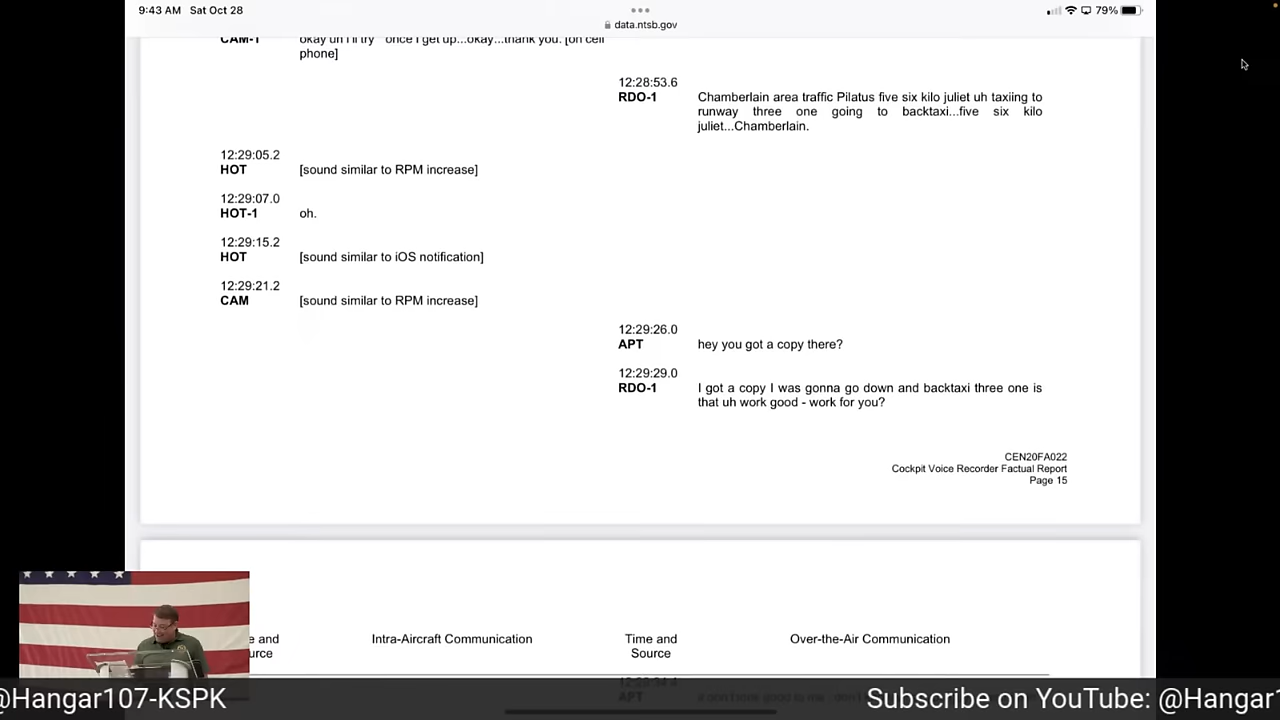 9:43 AM Sat Oct 28
data.ntsb.gov
79%
CAM-1 okay uh I'll try once I get up...okay...thank you. [on cell
phone]
12:28:53.6
RDO-1 Chamberlain area traffic Pilatus five six kilo juliet uh taxiing to
runway three one going to backtaxi...five six kilo
juliet...Chamberlain.
12:29:05.2
HOT [sound similar to RPM increase]
12:29:07.0
HOT-1 oh.
12:29:15.2
HOT [sound similar to iOS notification]
12:29:21.2
CAM [sound similar to RPM increase]
12:29:26.0
APT hey you got a copy there?
12:29:29.0
RDO-1 I got a copy I was gonna go down and backtaxi three one is
that uh work good - work for you?
CEN20FA022
Cockpit Voice Recorder Factual Report
Page 15
e and
urce
Intra-Aircraft Communication
Time and
Source
Over-the-Air Communication
APT
@Hangar107-KSPK
Subscribe on YouTube: @Hangar1